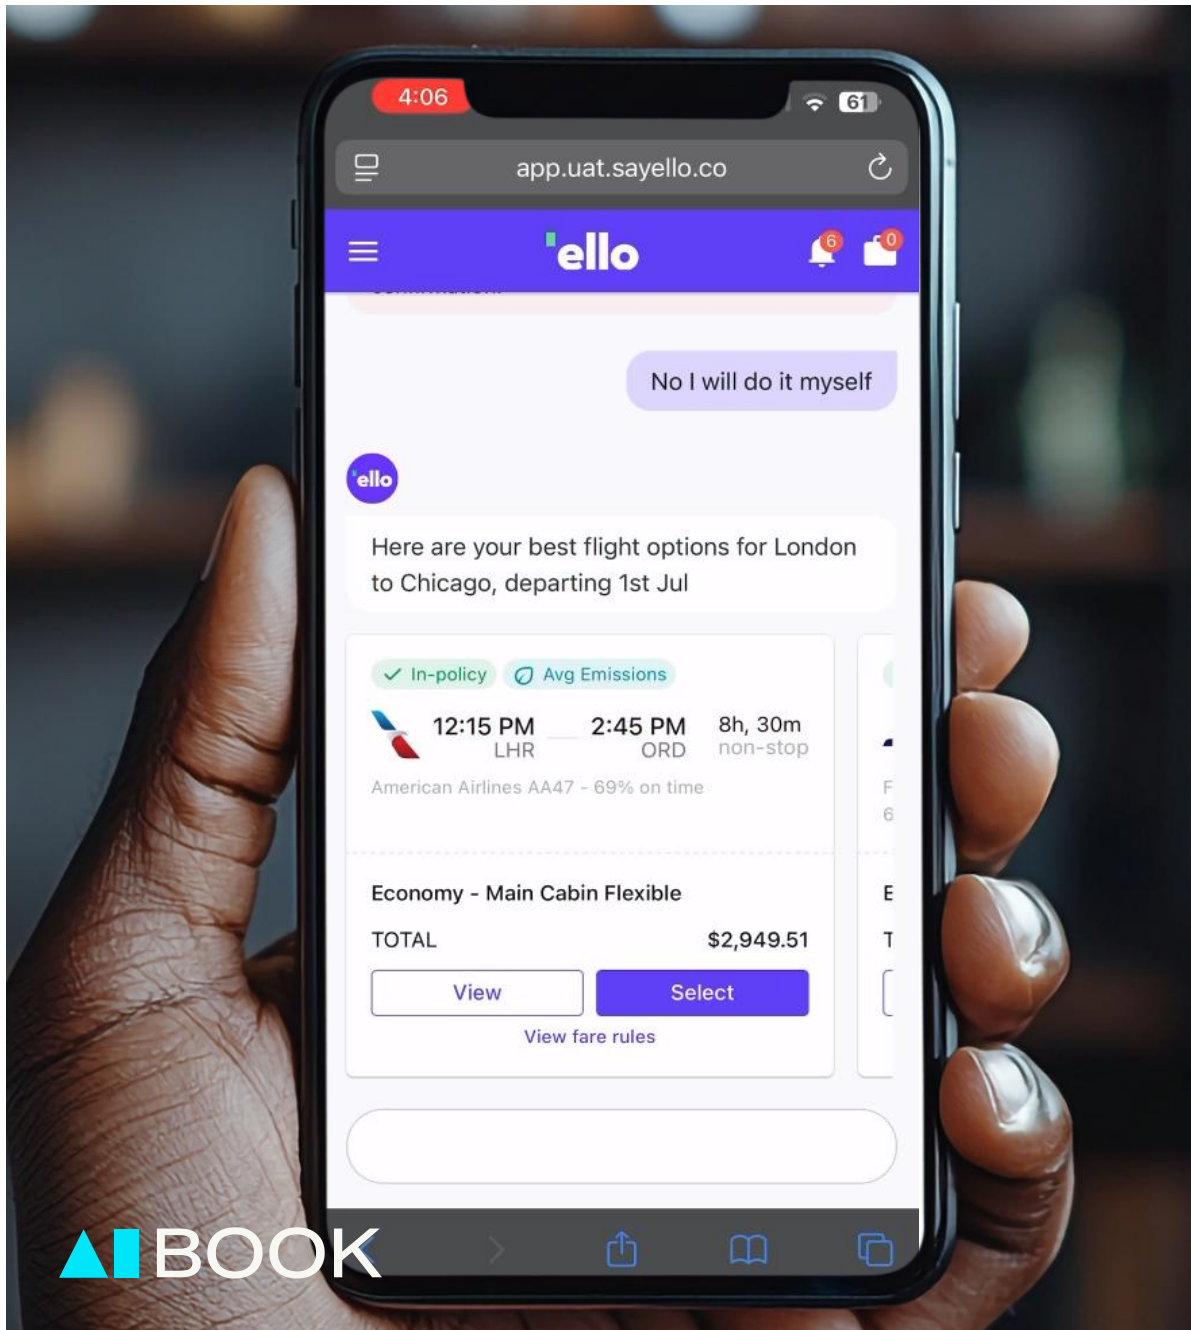 4:06
61
app.uat.sayello.co
'ello
6
0
No I will do it myself
'ello
Here are your best flight options for London
to Chicago, departing 1st Jul
In-policy
Avg Emissions
12:15 PM
2:45 PM
8h, 30m
LHR
ORD
non-stop
American Airlines AA47 - 69% on time
F
6
Economy - Main Cabin Flexible
E
TOTAL
$2,949.51
T
View
Select
View fare rules
AI BOOK